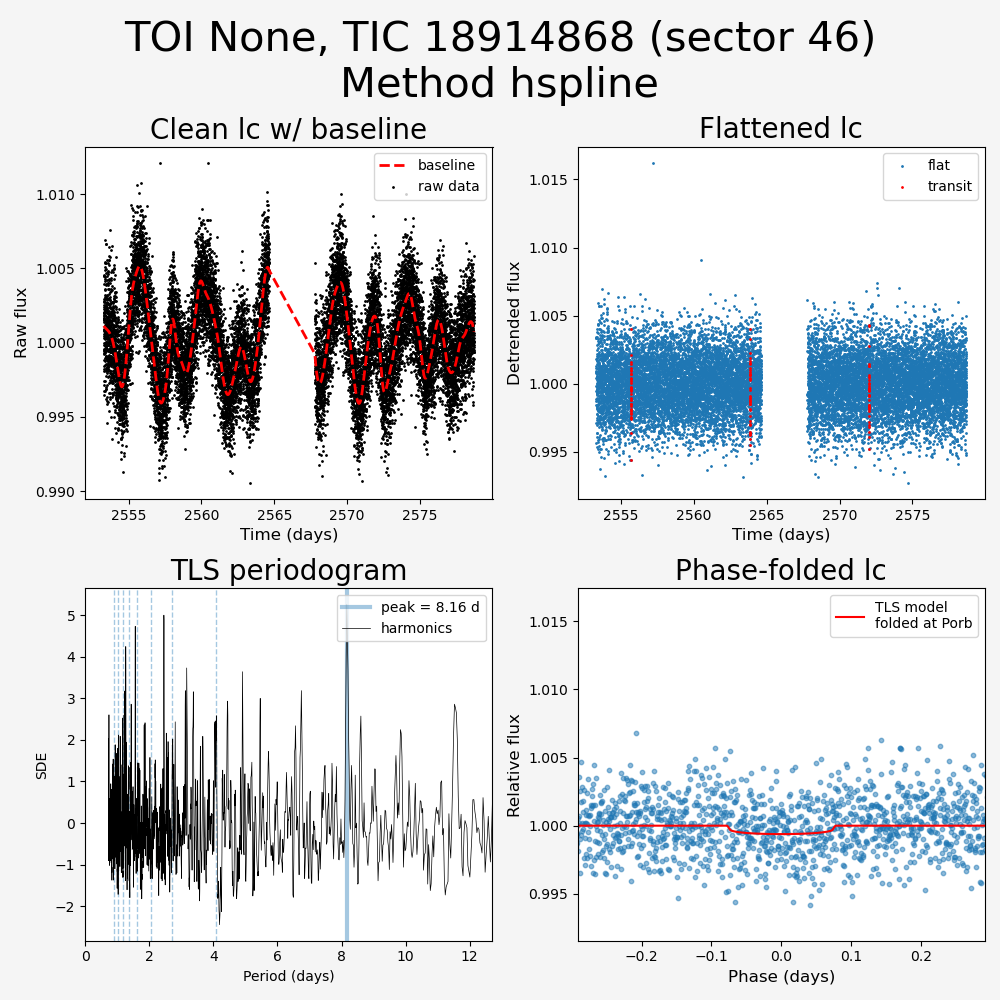 TOI None, TIC 18914868 (sector 46)
Method hspline
Clean lc w/ baseline
Raw flux
1.010
1.005
1.000
0.995
0.990
baseline
raw data
2555
2560
2565
2570
2575
Time (days)
Flattened lc
Detrended flux
1.015
1.010
1.005
1.000
0.995
flat
transit
2555
2560
2565
2570
2575
Time (days)
TLS periodogram
SDE
5
4
3
2
1
0
−1
−2
peak = 8.16 d
harmonics
0
2
4
6
8
10
12
Period (days)
Phase-folded lc
Relative flux
1.015
1.010
1.005
1.000
0.995
TLS model
folded at Porb
−0.2
−0.1
0.0
0.1
0.2
Phase (days)